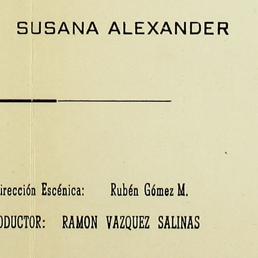 SUSANA ALEXANDER
irección Escénica: Rubén Gómez M.
ODUCTOR: RAMON VAZQUEZ SALINAS